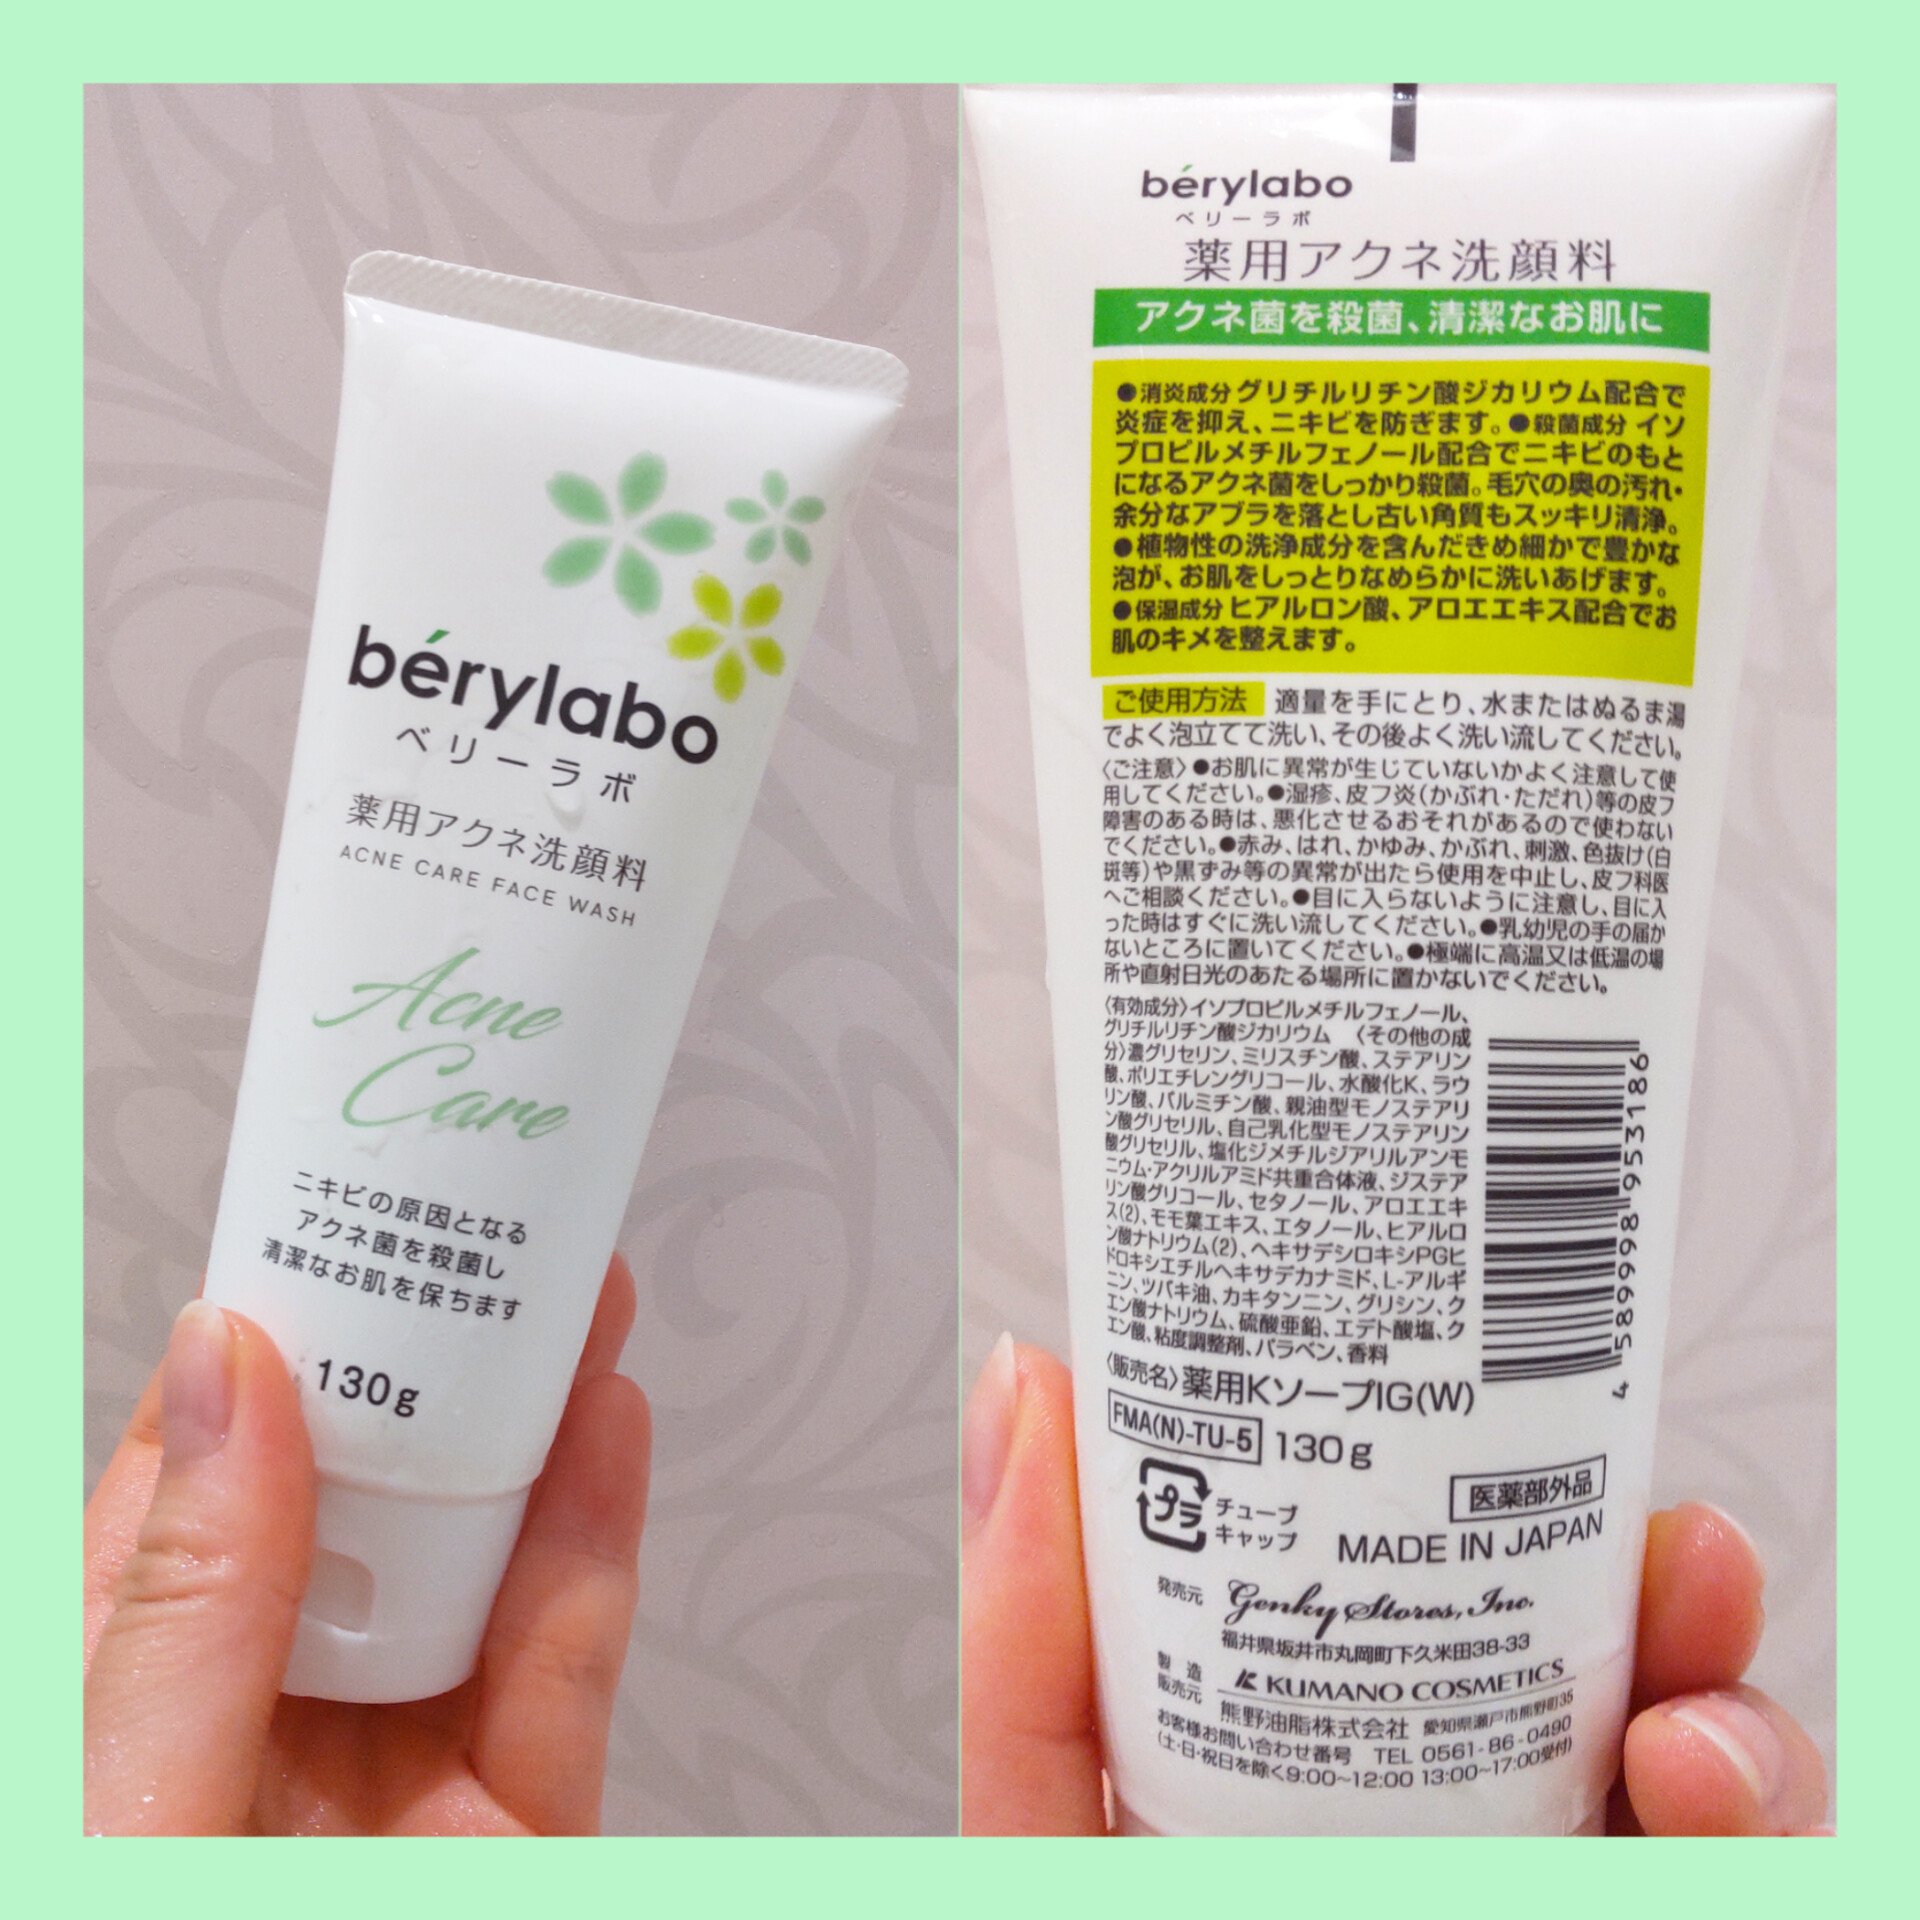 bérylabo
ベリーラボ
薬用アクネ洗顔料
ACNE CARE FACE WASH
Acne
Care
ニキビの原因となる
アクネ菌を殺菌し
清潔なお肌を保ちます
130g
bérylabo
ベリーラボ
薬用アクネ洗顔料
アクネ菌を殺菌、清潔なお肌に
●消炎成分 グリチルリチン酸ジカリウム配合で
炎症を抑え、ニキビを防ぎます。●殺菌成分 イソ
プロピルメチルフェノール配合でニキビのもと
になるアクネ菌をしっかり殺菌。毛穴の奥の汚れ・
余分なアブラを落とし古い角質もスッキリ清浄。
●植物性の洗浄成分を含んだきめ細かで豊かな
泡が、お肌をしっとりなめらかに洗いあげます。
●保湿成分 ヒアルロン酸、アロエエキス配合でお
肌のキメを整えます。
ご使用方法 適量を手にとり、水またはぬるま湯
でよく泡立てて洗い、その後よく洗い流してください。
〈ご注意〉●お肌に異常が生じていないかよく注意して使
用してください。●湿疹、皮フ炎(かぶれ・ただれ)等の皮フ
障害のある時は、悪化させるおそれがあるので使わない
でください。●赤み、はれ、かゆみ、かぶれ、刺激、色抜け(白
斑等)や黒ずみ等の異常が出たら使用を中止し、皮フ科医
へご相談ください。●目に入らないように注意し、目に入
った時はすぐに洗い流してください。●乳幼児の手の届か
ないところに置いてください。●極端に高温又は低温の場
所や直射日光のあたる場所に置かないでください。
〈有効成分〉イソプロピルメチルフェノール、
グリチルリチン酸ジカリウム 〈その他の成
分〉濃グリセリン、ミリスチン酸、ステアリン
酸、ポリエチレングリコール、水酸化K、ラウ
リン酸、パルミチン酸、親油型モノステアリ
ン酸グリセリル、自己乳化型モノステアリン
酸グリセリル、塩化ジメチルジアリルアンモ
ニウム・アクリルアミド共重合体液、ジステア
リン酸グリコール、セタノール、アロエエキ
ス(2)、モモ葉エキス、エタノール、ヒアルロ
ン酸ナトリウム(2)、ヘキサデシロキシPGヒ
ドロキシエチルヘキサデカナミド、L-アルギ
ニン、ツバキ油、カキタンニン、グリシン、ク
エン酸ナトリウム、硫酸亜鉛、エデト酸塩、ク
エン酸、粘度調整剤、パラベン、香料
4 589998 953186
〈販売名〉薬用KソープIG(W)
FMA(N)-TU-5 130g
プラ チューブ
キャップ
医薬部外品
MADE IN JAPAN
発売元 Genky Stores, Inc.
福井県坂井市丸岡町下久米田38-33
製造
販売元 KUMANO COSMETICS
熊野油脂株式会社 愛知県瀬戸市熊野町35
お客様お問い合わせ番号 TEL 0561-86-0490
(土・日・祝日を除く9:00~12:00 13:00~17:00受付)